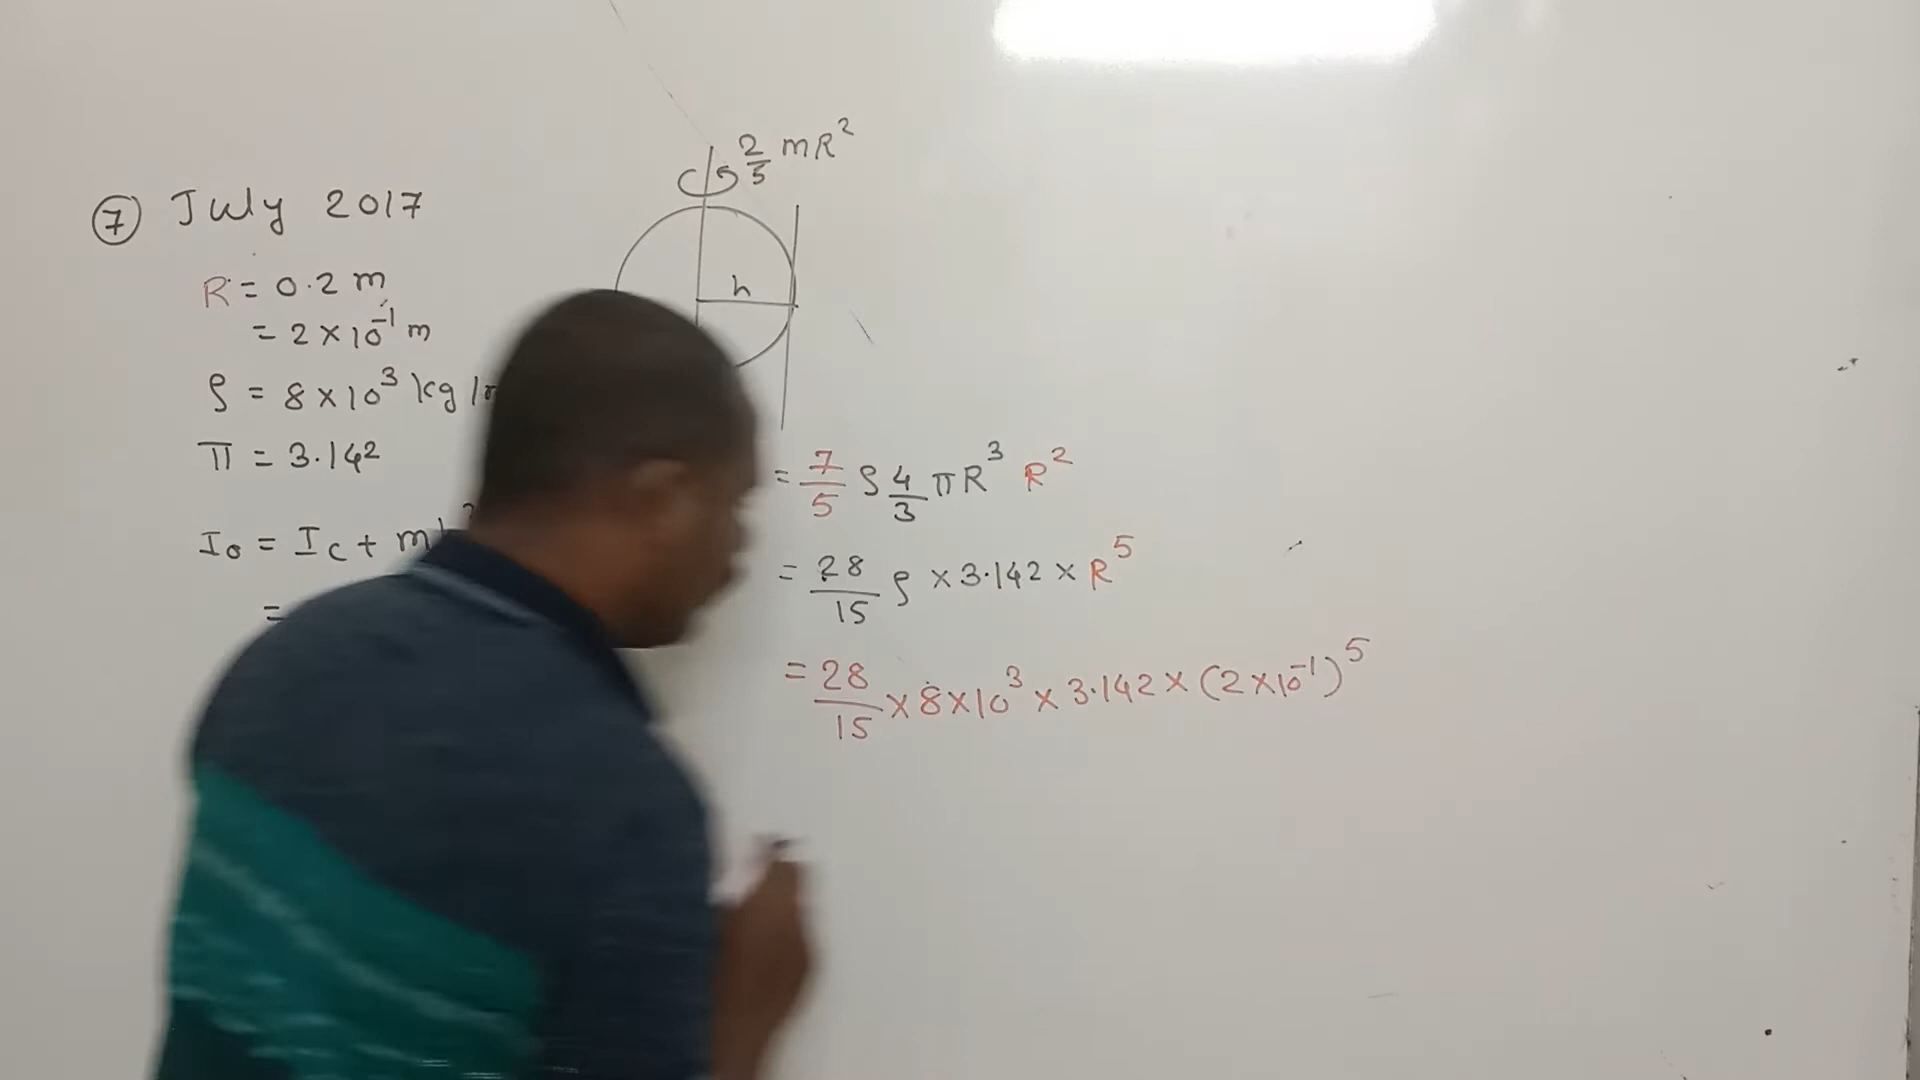 ⑦ July 2017
2/5 mR²
h
R = 0.2 m
= 2 × 10⁻¹ m
ρ = 8 × 10³ kg/
π = 3.142
I₀ = I_C + m
=
= 7/5 ρ 4/3 πR³ R²
= 28/15 ρ × 3.142 × R⁵
= 28/15 × 8 × 10³ × 3.142 × (2 × 10⁻¹)⁵